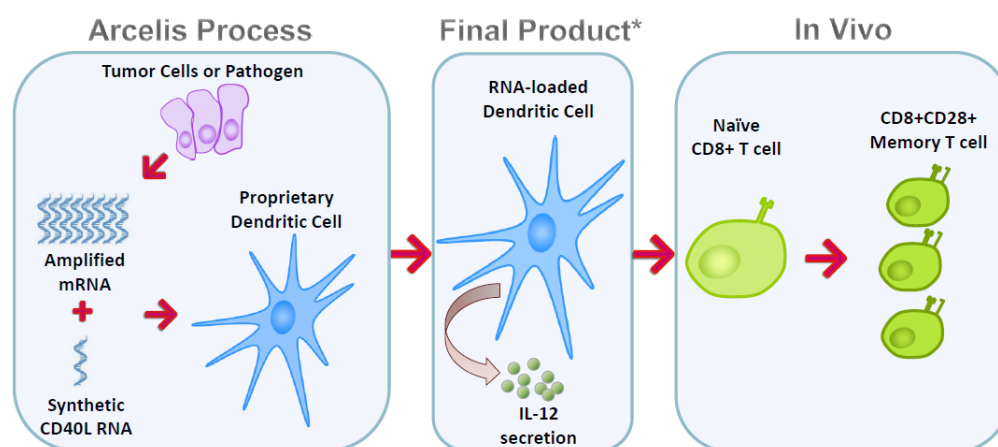 Arcelis Process
Tumor Cells or Pathogen
Amplified
mRNA
+
Synthetic
CD40L RNA
Proprietary
Dendritic Cell
Final Product*
RNA-loaded
Dendritic Cell
IL-12
secretion
In Vivo
Naïve
CD8+ T cell
CD8+CD28+
Memory T cell